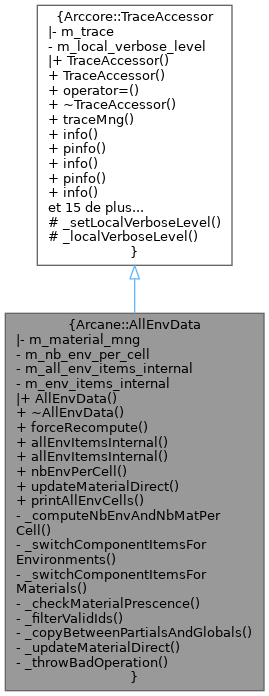 {Arccore::TraceAccessor
|- m_trace
- m_local_verbose_level
|+ TraceAccessor()
+ TraceAccessor()
+ operator=()
+ ~TraceAccessor()
+ traceMng()
+ info()
+ pinfo()
+ info()
+ pinfo()
+ info()
et 15 de plus...
# _setLocalVerboseLevel()
# _localVerboseLevel()
}
{Arcane::AllEnvData
|- m_material_mng
- m_nb_env_per_cell
- m_all_env_items_internal
- m_env_items_internal
|+ AllEnvData()
+ ~AllEnvData()
+ forceRecompute()
+ allEnvItemsInternal()
+ allEnvItemsInternal()
+ nbEnvPerCell()
+ updateMaterialDirect()
+ printAllEnvCells()
- _computeNbEnvAndNbMatPer
Cell()
- _switchComponentItemsFor
Environments()
- _switchComponentItemsFor
Materials()
- _checkMaterialPrescence()
- _filterValidIds()
- _copyBetweenPartialsAndGlobals()
- _updateMaterialDirect()
- _throwBadOperation()
}